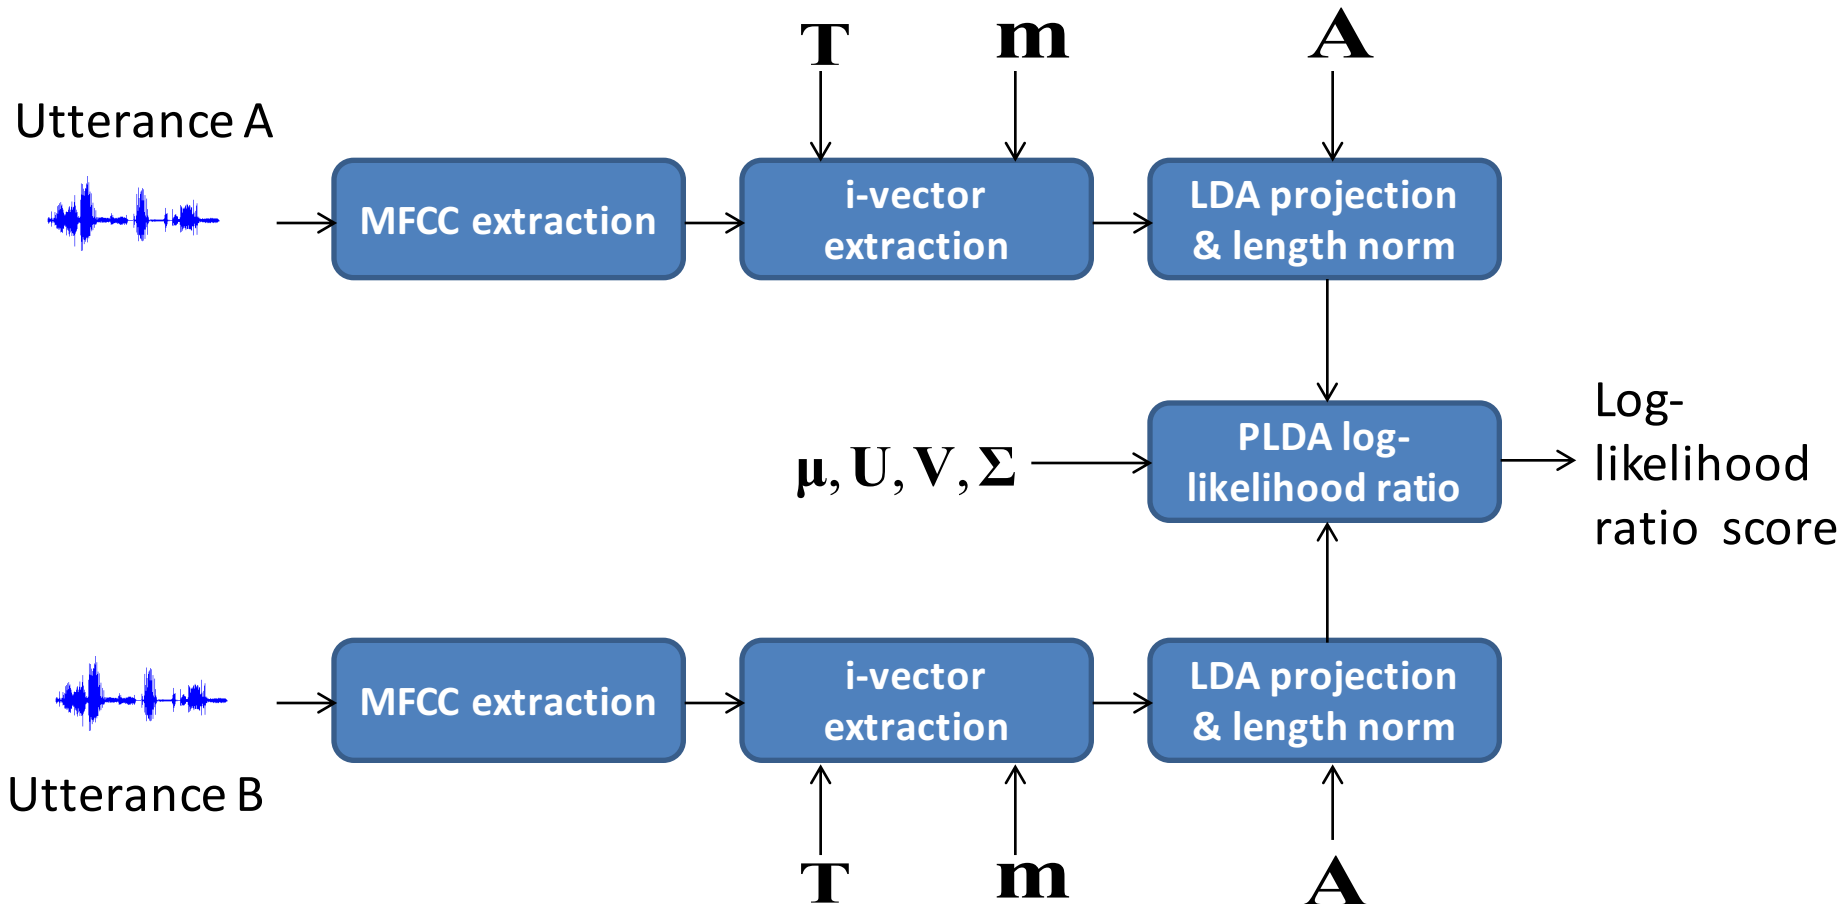 T
m
A
Utterance A
MFCC extraction
i-vector
extraction
LDA projection
& length norm
μ, U, V, Σ
PLDA log-
likelihood ratio
Log-
likelihood
ratio score
MFCC extraction
i-vector
extraction
LDA projection
& length norm
Utterance B
T
m
A